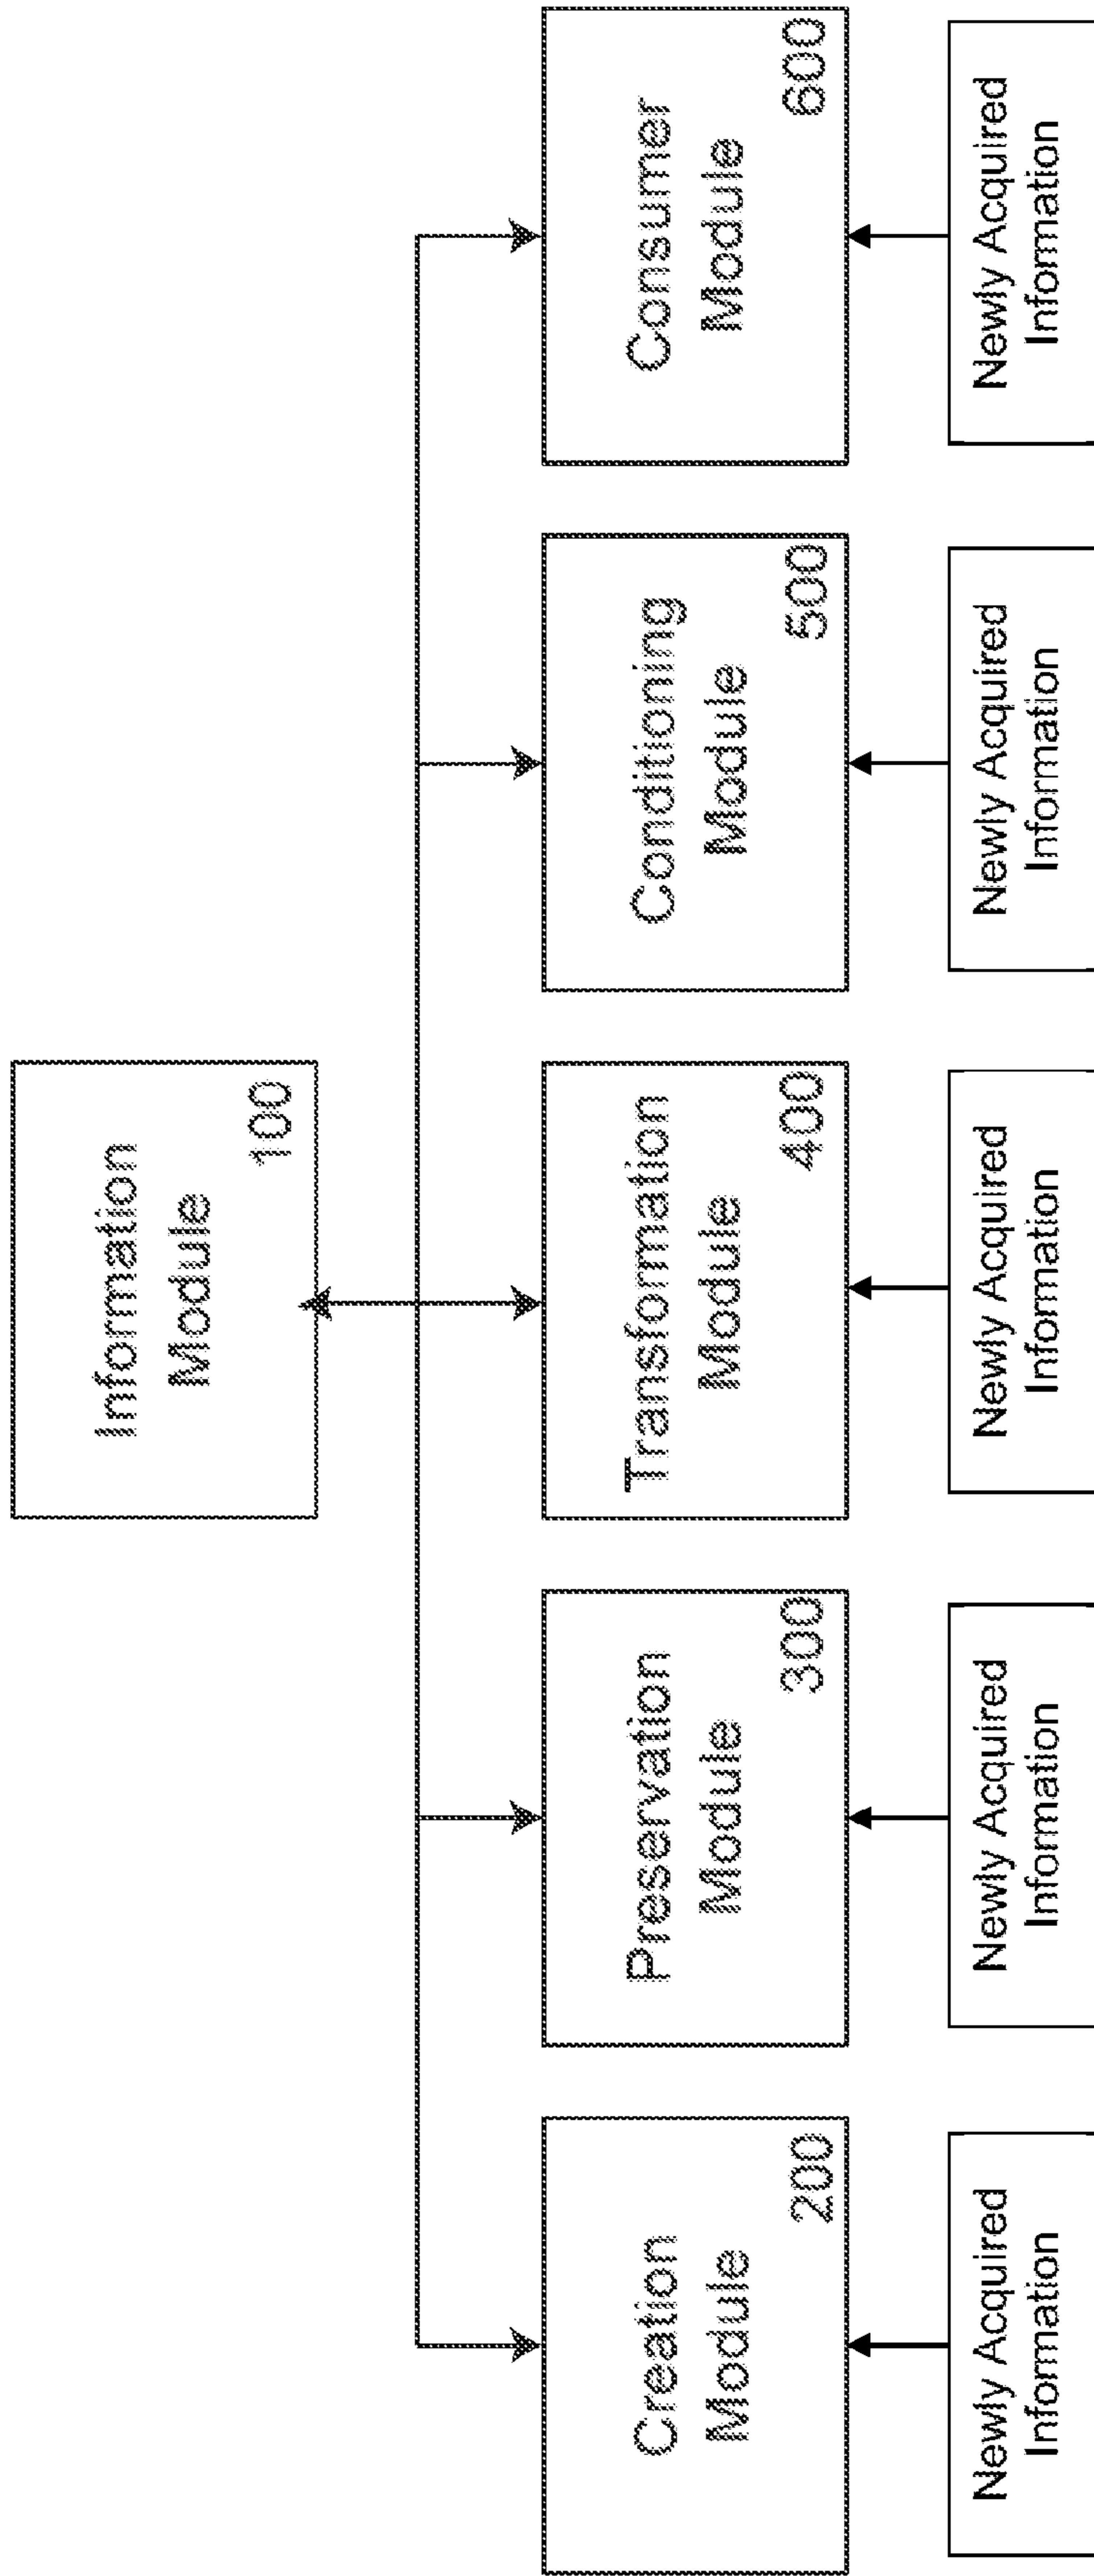 Information
Module
100
Creation
Module
200
Preservation
Module
300
Transformation
Module
400
Conditioning
Module
500
Consumer
Module
600
Newly Acquired
Information
Newly Acquired
Information
Newly Acquired
Information
Newly Acquired
Information
Newly Acquired
Information